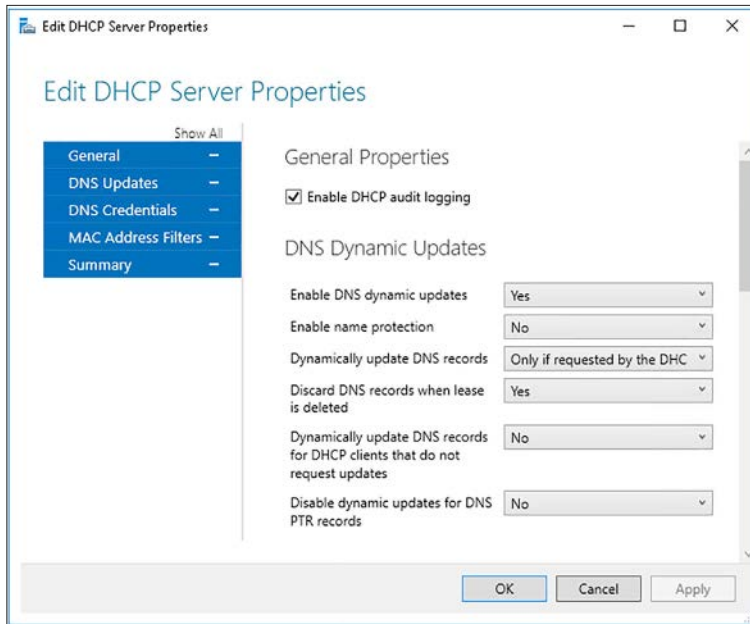 Edit DHCP Server Properties
Edit DHCP Server Properties
Show All
General
DNS Updates
DNS Credentials
MAC Address Filters
Summary
General Properties
Enable DHCP audit logging
DNS Dynamic Updates
Enable DNS dynamic updates Yes
Enable name protection No
Dynamically update DNS records Only if requested by the DHC
Discard DNS records when lease Yes
is deleted
Dynamically update DNS records No
for DHCP clients that do not
request updates
Disable dynamic updates for DNS No
PTR records
OK Cancel Apply